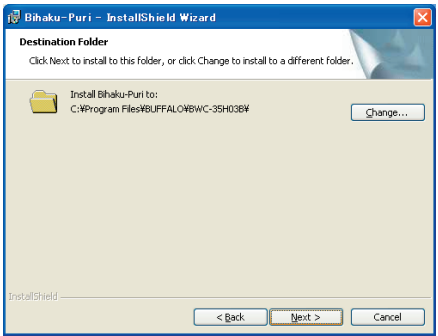 Bihaku-Puri - InstallShield Wizard
Destination Folder
Click Next to install to this folder, or click Change to install to a different folder.
Install Bihaku-Puri to:
C:¥Program Files¥BUFFALO¥BWC-35H03B¥
Change...
InstallShield
< Back
Next >
Cancel